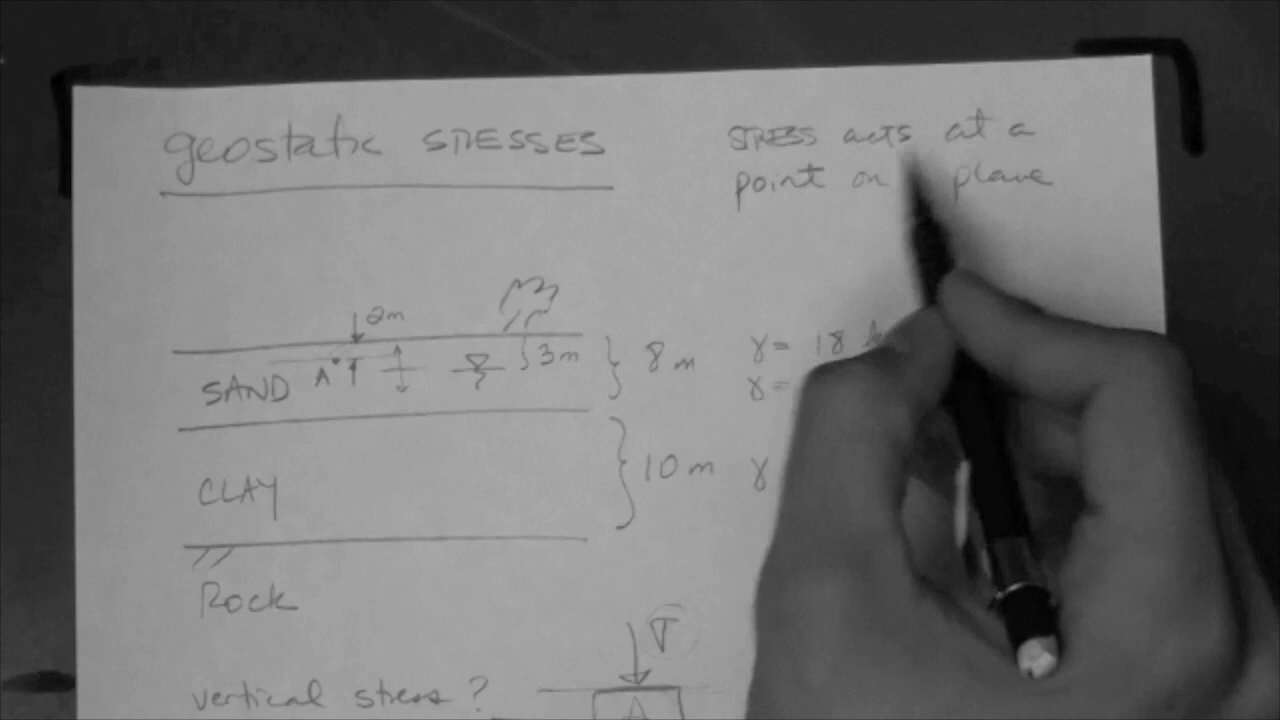 geostatic STRESSES
STRESS acts at a
point on plane
2m
3m
8 m
γ = 18
γ =
SAND
A
10 m
γ
CLAY
Rock
σ
vertical stress ?
A